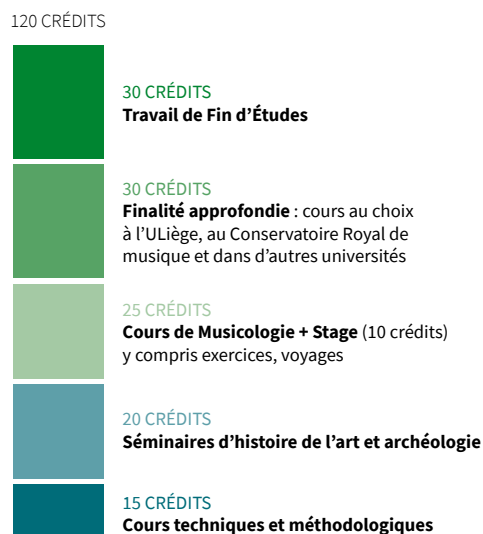 120 CRÉDITS
30 CRÉDITS
Travail de Fin d’Études
30 CRÉDITS
Finalité approfondie : cours au choix
à l’ULiège, au Conservatoire Royal de
musique et dans d’autres universités
25 CRÉDITS
Cours de Musicologie + Stage (10 crédits)
y compris exercices, voyages
20 CRÉDITS
Séminaires d’histoire de l’art et archéologie
15 CRÉDITS
Cours techniques et méthodologiques